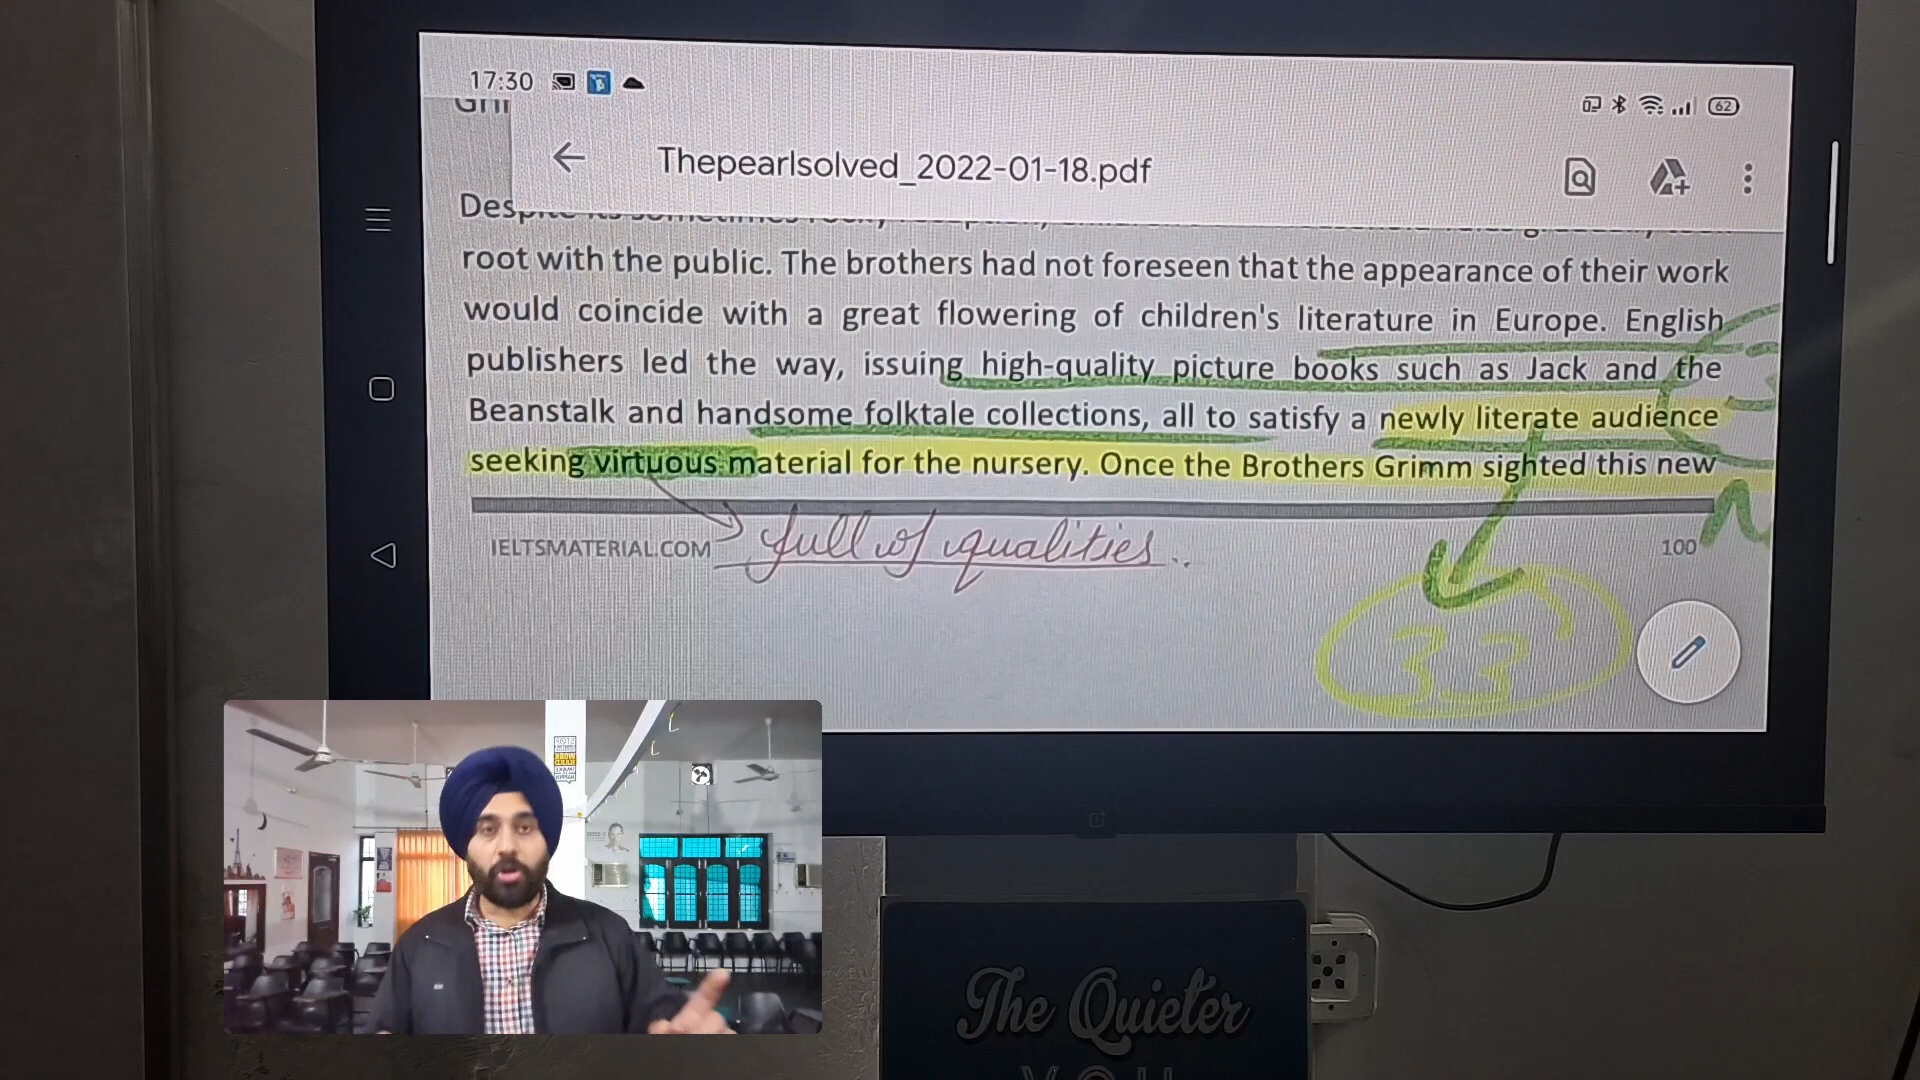 17:30
62
Thepearlsolved_2022-01-18.pdf
root with the public. The brothers had not foreseen that the appearance of their work
would coincide with a great flowering of children's literature in Europe. English
publishers led the way, issuing high-quality picture books such as Jack and the
Beanstalk and handsome folktale collections, all to satisfy a newly literate audience
seeking virtuous material for the nursery. Once the Brothers Grimm sighted this new
IELTSMATERIAL.COM
full of qualities..
100
33
The Quieter
YOU